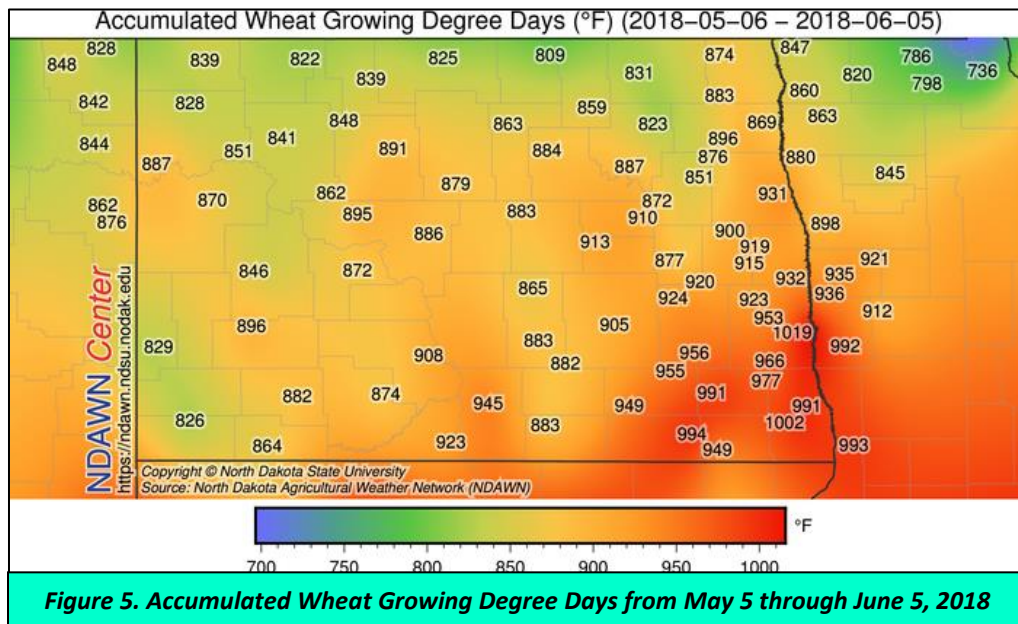 Accumulated Wheat Growing Degree Days (°F) (2018-05-06 – 2018-06-05)
828 839 822 825 809 874 847 786
848 839 831 820 798 736
842 828 859 883 860
844 841 848 863 823 896 869 863
887 851 891 884 887 876 880 845
870 862 879 872 851 931
862 895 883 910 898
876 886 913 900 919
846 872 877 915 935 921
865 924 920 932 936
896 905 923 953 912
829 908 883 882 956 1019 992
882 874 955 966 977
826 945 949 991 991
864 923 883 994 949 1002 993
NDAWN Center
https://ndawn.ndsu.nodak.edu
Copyright © North Dakota State University
Source: North Dakota Agricultural Weather Network (NDAWN)
°F
700 750 800 850 900 950 1000
Figure 5. Accumulated Wheat Growing Degree Days from May 5 through June 5, 2018